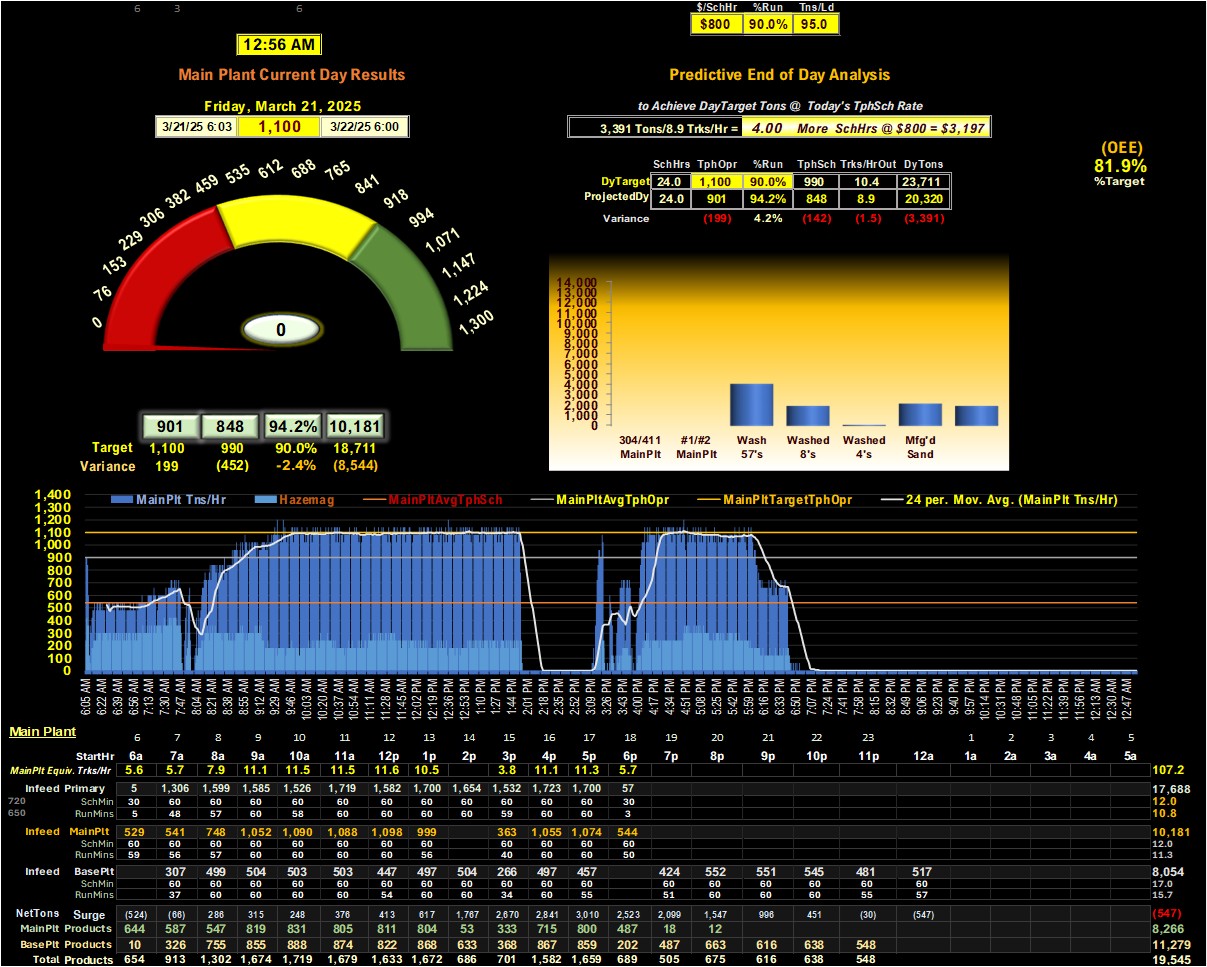 6 3 6
$/SchHr %Run Tns/Ld
$800 90.0% 95.0
12:56 AM
Main Plant Current Day Results
Friday, March 21, 2025
3/21/25 6:03 1,100 3/22/25 6:00
0 76 153 229 306 382 459 535 612 688 765 841 918 994 1,071 1,147 1,224 1,300
0
901 848 94.2% 10,181
Target 1,100 990 90.0% 18,711
Variance 199 (452) -2.4% (8,544)
Predictive End of Day Analysis
to Achieve DayTarget Tons @ Today's TphSch Rate
3,391 Tons/8.9 Trks/Hr = 4.00 More SchHrs @ $800 = $3,197
SchHrs TphOpr %Run TphSch Trks/HrOut DyTons
DyTarget 24.0 1,100 90.0% 990 10.4 23,711
ProjectedDy 24.0 901 94.2% 848 8.9 20,320
Variance (199) 4.2% (142) (1.5) (3,391)
(OEE)
81.9%
%Target
14,000
13,000
12,000
11,000
10,000
9,000
8,000
7,000
6,000
5,000
4,000
3,000
2,000
1,000
0
304/411 #1/#2 Wash Washed Washed Mfg'd
MainPlt MainPlt 57's 8's 4's Sand
MainPlt Tns/Hr Hazemag MainPltAvgTphSch MainPltAvgTphOpr MainPltTargetTphOpr 24 per. Mov. Avg. (MainPlt Tns/Hr)
1,400
1,300
1,200
1,100
1,000
900
800
700
600
500
400
300
200
100
0
6:05 AM 6:22 AM 6:39 AM 6:56 AM 7:13 AM 7:30 AM 7:47 AM 8:04 AM 8:21 AM 8:38 AM 8:55 AM 9:12 AM 9:29 AM 9:46 AM 10:03 AM 10:20 AM 10:37 AM 10:54 AM 11:11 AM 11:28 AM 11:45 AM 12:02 PM 12:19 PM 12:36 PM 12:53 PM 1:10 PM 1:27 PM 1:44 PM 2:01 PM 2:18 PM 2:35 PM 2:52 PM 3:09 PM 3:26 PM 3:43 PM 4:00 PM 4:17 PM 4:34 PM 4:51 PM 5:08 PM 5:25 PM 5:42 PM 5:59 PM 6:16 PM 6:33 PM 6:50 PM 7:07 PM 7:24 PM 7:41 PM 7:58 PM 8:15 PM 8:32 PM 8:49 PM 9:06 PM 9:23 PM 9:40 PM 9:57 PM 10:14 PM 10:31 PM 10:48 PM 11:05 PM 11:22 PM 11:39 PM 11:56 PM 12:13 AM 12:30 AM 12:47 AM
Main Plant
6 7 8 9 10 11 12 13 14 15 16 17 18 19 20 21 22 23 1 2 3 4 5
StartHr 6a 7a 8a 9a 10a 11a 12p 1p 2p 3p 4p 5p 6p 7p 8p 9p 10p 11p 12a 1a 2a 3a 4a 5a
MainPlt Equiv. Trks/Hr 5.6 5.7 7.9 11.1 11.5 11.5 11.6 10.5 3.8 11.1 11.3 5.7 107.2
Infeed Primary 5 1,306 1,599 1,585 1,526 1,719 1,582 1,700 1,654 1,532 1,723 1,700 57 17,688
720 SchMin 30 60 60 60 60 60 60 60 60 60 60 60 30 12.0
650 RunMins 5 48 57 60 58 60 60 60 60 59 60 60 3 10.8
Infeed MainPlt 529 541 748 1,052 1,090 1,088 1,098 999 363 1,055 1,074 544 10,181
SchMin 60 60 60 60 60 60 60 60 60 60 60 60 12.0
RunMins 59 56 57 60 60 60 60 56 40 60 60 50 11.3
Infeed BasePlt 307 499 504 503 503 447 497 504 266 497 457 424 552 551 545 481 517 8,054
SchMin 60 60 60 60 60 60 60 60 60 60 60 60 60 60 60 60 60 17.0
RunMins 37 60 60 60 60 54 60 60 34 60 55 51 60 60 60 55 57 15.7
NetTons Surge (524) (66) 286 315 248 376 413 617 1,767 2,670 2,841 3,010 2,523 2,099 1,547 996 451 (30) (547) (547)
MainPlt Products 644 587 547 819 831 805 811 804 53 333 715 800 487 18 12 8,266
BasePlt Products 10 326 755 855 888 874 822 868 633 368 867 859 202 487 663 616 638 548 11,279
Total Products 654 913 1,302 1,674 1,719 1,679 1,633 1,672 686 701 1,582 1,659 689 505 675 616 638 548 19,545